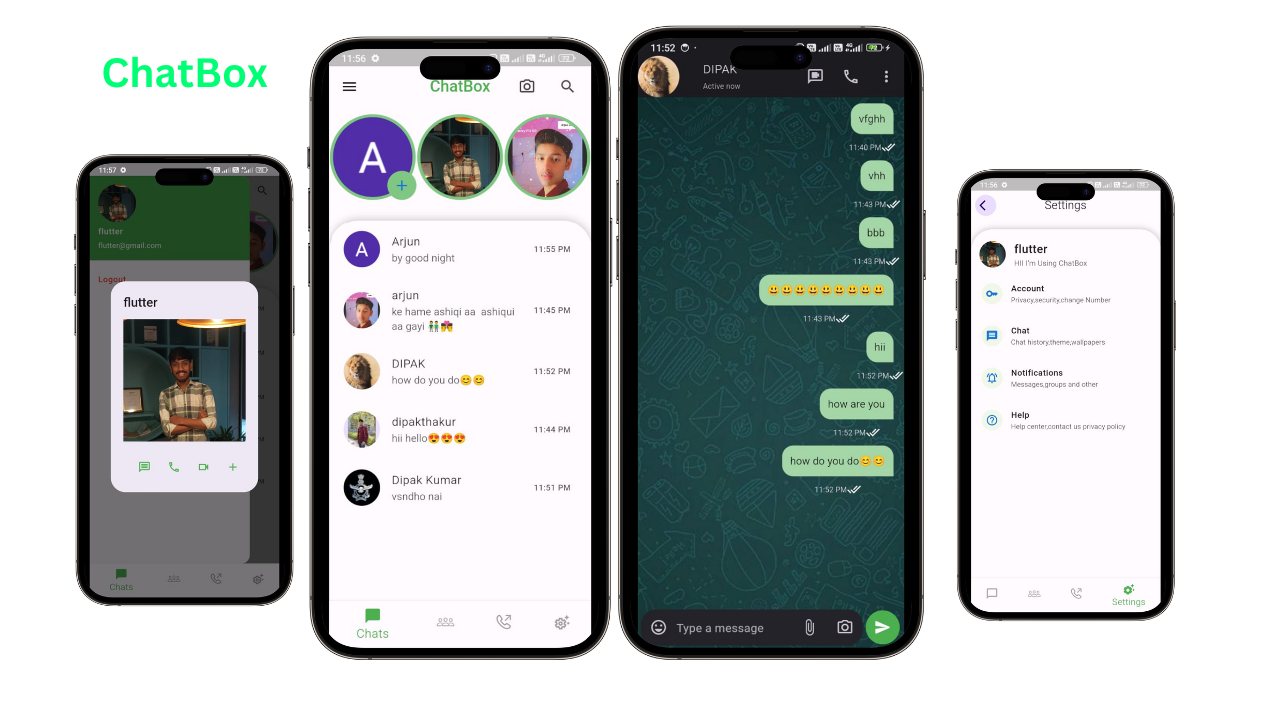 ChatBox
11:57
flutter
flutter@gmail.com
Logout
flutter
Chats
11:56
ChatBox
A
A
Arjun
by good night
11:55 PM
arjun
ke hame ashiqi aa ashiqui
aa gayi 👬💏
11:45 PM
DIPAK
how do you do😊😊
11:52 PM
dipakthakur
hii hello😍😍😍
11:44 PM
Dipak Kumar
vsndho nai
11:51 PM
Chats
11:52
DIPAK
Active now
vfghh
11:40 PM
vhh
11:43 PM
bbb
11:43 PM
😃😃😃😃😃😃😃😃😃
11:43 PM
hii
11:52 PM
how are you
11:52 PM
how do you do😊😊
11:52 PM
Type a message
11:56
Settings
flutter
HII I'm Using ChatBox
Account
Privacy,security,change Number
Chat
Chat history,theme,wallpapers
Notifications
Messages,groups and other
Help
Help center,contact us privacy policy
Settings